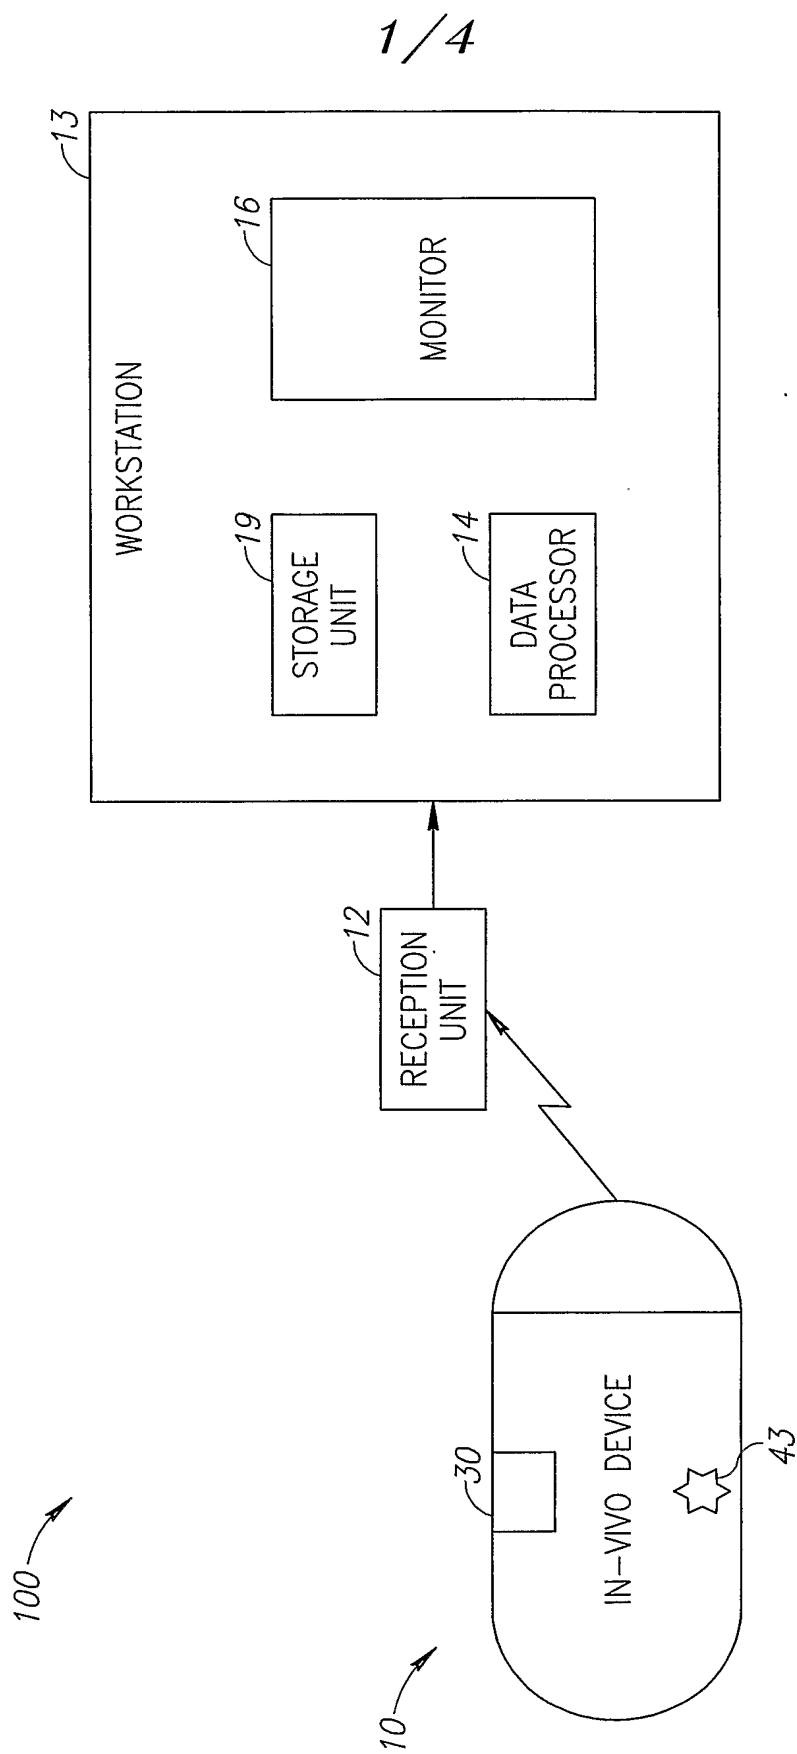 1/4
100
10
30
IN-VIVO DEVICE
43
12
RECEPTION
UNIT
13
WORKSTATION
19
STORAGE
UNIT
14
DATA
PROCESSOR
16
MONITOR